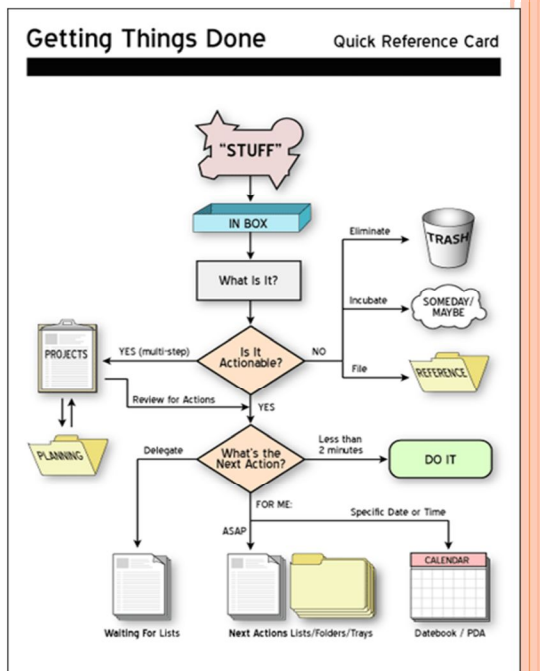 Getting Things Done
Quick Reference Card
"STUFF"
IN BOX
What Is It?
Eliminate
TRASH
Incubate
SOMEDAY/
MAYBE
Is It
Actionable?
NO
File
REFERENCE
YES (multi-step)
PROJECTS
Review for Actions
YES
PLANNING
Delegate
What's the
Next Action?
Less than
2 minutes
DO IT
FOR ME:
ASAP
Specific Date or Time
CALENDAR
Waiting For Lists
Next Actions Lists/Folders/Trays
Datebook / PDA